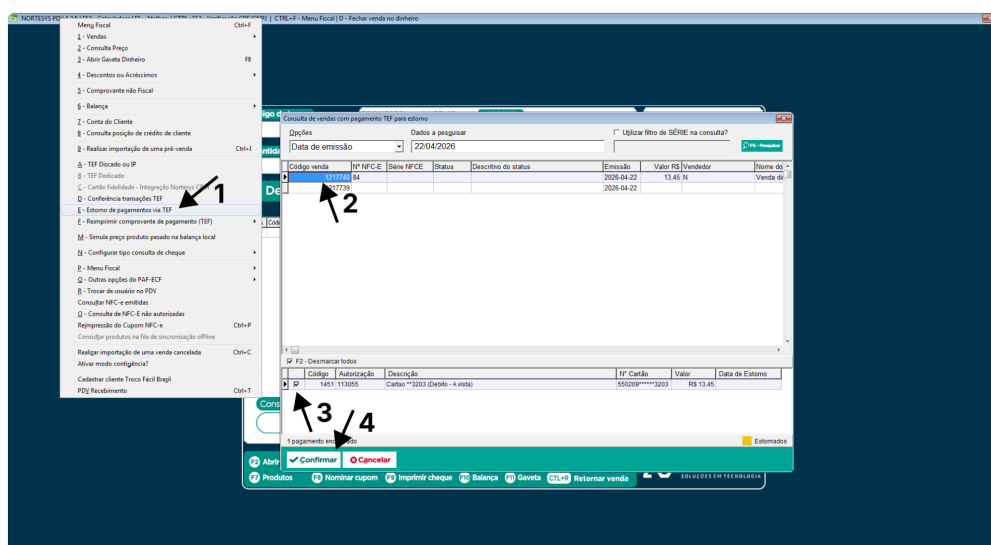 CTRL+F - Menu Fiscal | D - Fechar venda no dinheiro
Menu Fiscal Ctrl+F
1 - Vendas
2 - Consulta Preço
3 - Abrir Gaveta Dinheiro F8
4 - Descontos ou Acréscimos
5 - Comprovante não Fiscal
6 - Balança
7 - Conta do Cliente
8 - Consulta posição de crédito de cliente
9 - Realizar importação de uma pré-venda Ctrl+I
A - TEF Discado ou IP
B - TEF Dedicado
C - Cartão fidelidade - Integração Nortesys
D - Conferência transações TEF
E - Estorno de pagamentos via TEF
F - Reimprimir comprovante de pagamento (TEF)
M - Simula preço produto pesado na balança local
N - Configurar tipo consulta de cheque
P - Menu Fiscal
Q - Outras opções do PAF-ECF
R - Trocar de usuário no PDV
Consultar NFC-e emitidas
O - Consulta de NFC-E não autorizadas
Reimpressão do Cupom NFC-e Ctrl+P
Consultar produtos na fila de sincronização offline
Realizar importação de uma venda cancelada Ctrl+C
Ativar modo contigência?
Cadastrar cliente Troco Fácil Brasil
PDV Recebimento Ctrl+T
1
Consulta de vendas com pagamento TEF para estorno
Opções Dados a pesquisar Utilizar filtro de SÉRIE na consulta?
Data de emissão 22/04/2026 F5 - Pesquisar
Código venda Nº NFC-E Série NFCE Status Descritivo do status Emissão Valor R$ Vendedor Nome do
1217740 84 2026-04-22 13,45 N Venda di
1217739 2026-04-22
2
F2 - Desmarcar todos
Código Autorização Descrição N° Cartão Valor Data de Estorno
1451 113055 Cartao **3203 (Debito - A vista) 550209******3203 R$ 13,45
3
4
1 pagamento Estornados
Confirmar Cancelar
F2 Abrir
F7 Produtos F8 Nominar cupom F9 Imprimir cheque F10 Balança F11 Gaveta CTL+R Retornar venda
SOLUÇÕES EM TECNOLOGIA